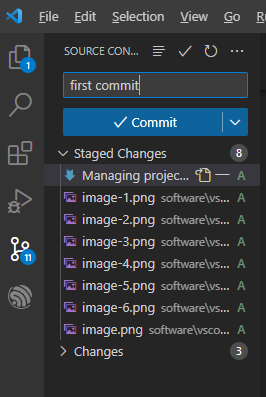 File Edit Selection View Go Run
SOURCE CON...
1
first commit
Commit
Staged Changes 8
Managing projec... A
image-1.png software\vs... A
image-2.png software\vs... A
image-3.png software\vs... A
image-4.png software\vs... A
image-5.png software\vs... A
image-6.png software\vs... A
11
image.png software\vsco... A
Changes 3